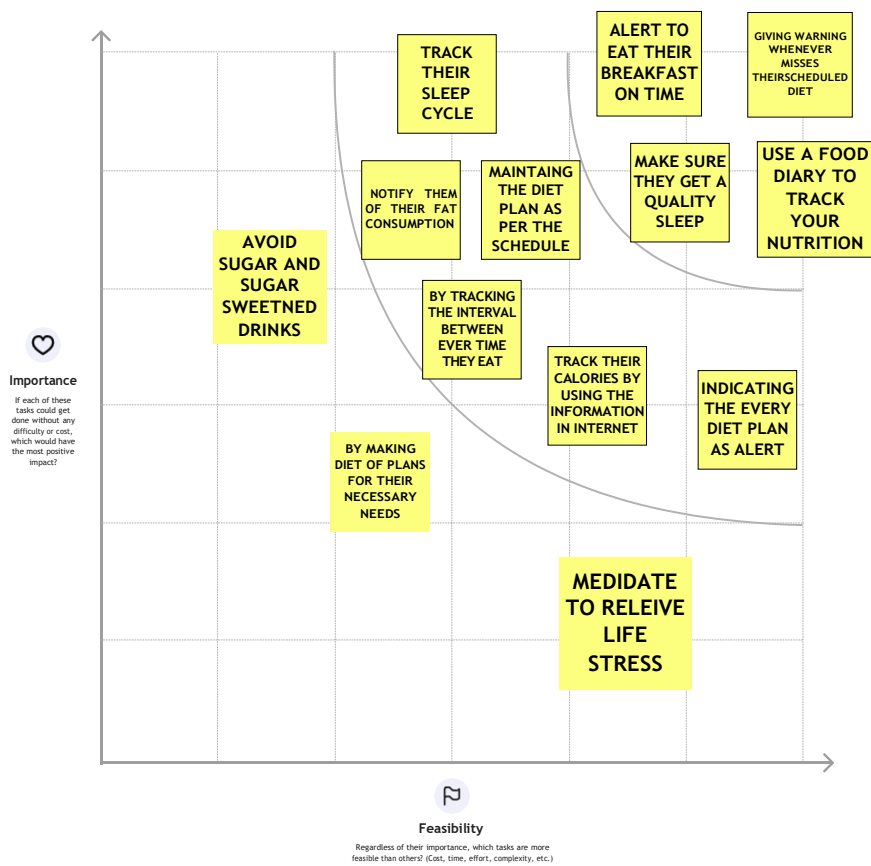 TRACK
THEIR
SLEEP
CYCLE
ALERT TO
EAT THEIR
BREAKFAST
ON TIME
GIVING WARNING
WHENEVER
MISSES
THEIRSCHEDULED
DIET
NOTIFY THEM
OF THEIR FAT
CONSUMPTION
MAINTAING
THE DIET
PLAN AS
PER THE
SCHEDULE
MAKE SURE
THEY GET A
QUALITY
SLEEP
USE A FOOD
DIARY TO
TRACK
YOUR
NUTRITION
AVOID
SUGAR AND
SUGAR
SWEETNED
DRINKS
BY TRACKING
THE INTERVAL
BETWEEN
EVER TIME
THEY EAT
TRACK THEIR
CALORIES BY
USING THE
INFORMATION
IN INTERNET
INDICATING
THE EVERY
DIET PLAN
AS ALERT
Importance
If each of these
tasks could get
done without any
difficulty or cost,
which would have
the most positive
impact?
BY MAKING
DIET OF PLANS
FOR THEIR
NECESSARY
NEEDS
MEDIDATE
TO RELEIVE
LIFE
STRESS
Feasibility
Regardless of their importance, which tasks are more
feasible than others? (Cost, time, effort, complexity, etc.)